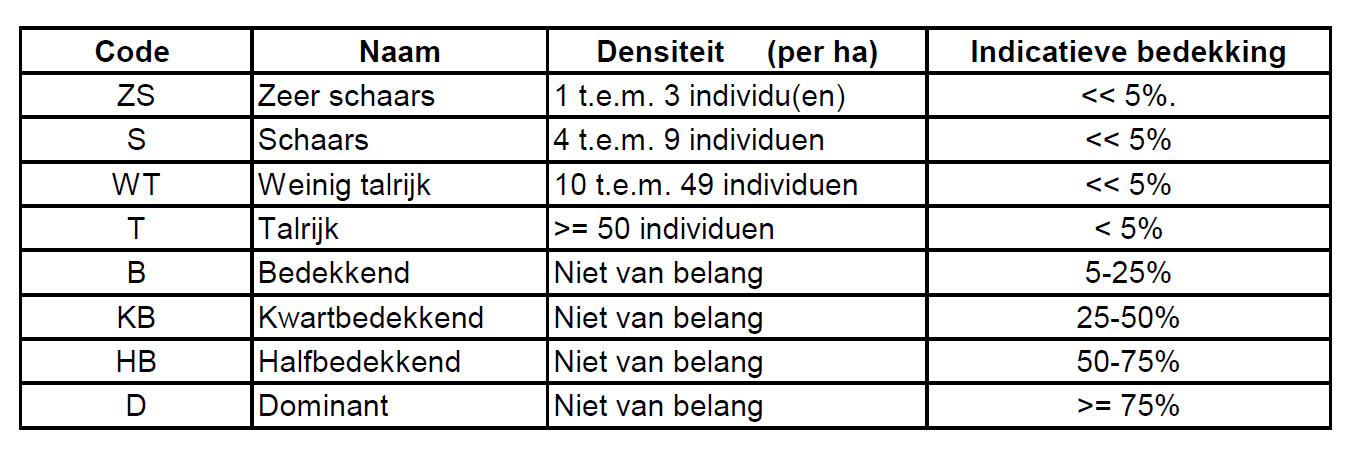 Code Naam Densiteit (per ha) Indicatieve bedekking
ZS Zeer schaars 1 t.e.m. 3 individu(en) << 5%.
S Schaars 4 t.e.m. 9 individuen << 5%
WT Weinig talrijk 10 t.e.m. 49 individuen << 5%
T Talrijk >= 50 individuen < 5%
B Bedekkend Niet van belang 5-25%
KB Kwartbedekkend Niet van belang 25-50%
HB Halfbedekkend Niet van belang 50-75%
D Dominant Niet van belang >= 75%